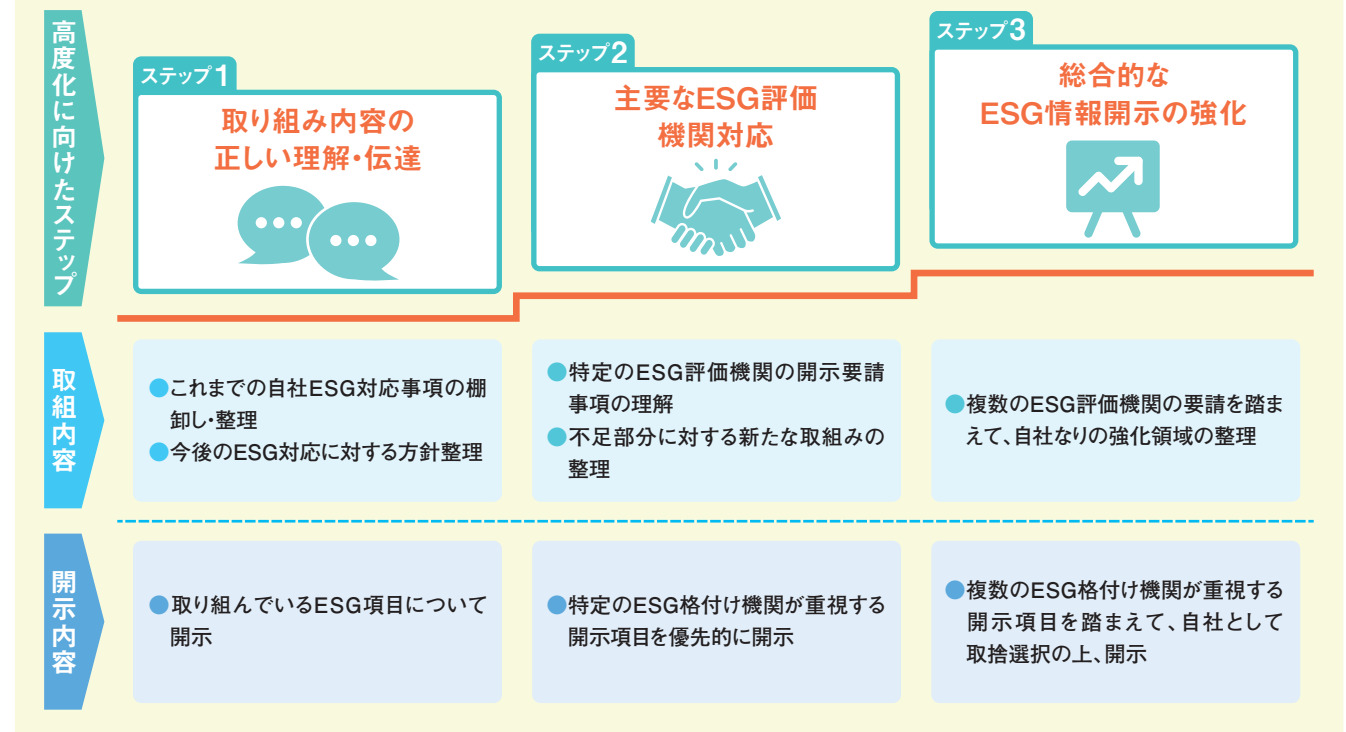 高度化に向けたステップ
ステップ1
取り組み内容の
正しい理解・伝達
ステップ2
主要なESG評価
機関対応
ステップ3
総合的な
ESG情報開示の強化
取組内容
●これまでの自社ESG対応事項の棚
卸し・整理
●今後のESG対応に対する方針整理
●特定のESG評価機関の開示要請
事項の理解
●不足部分に対する新たな取組みの
整理
●複数のESG評価機関の要請を踏ま
えて、自社なりの強化領域の整理
開示内容
●取り組んでいるESG項目について
開示
●特定のESG格付け機関が重視する
開示項目を優先的に開示
●複数のESG格付け機関が重視する
開示項目を踏まえて、自社として
取捨選択の上、開示